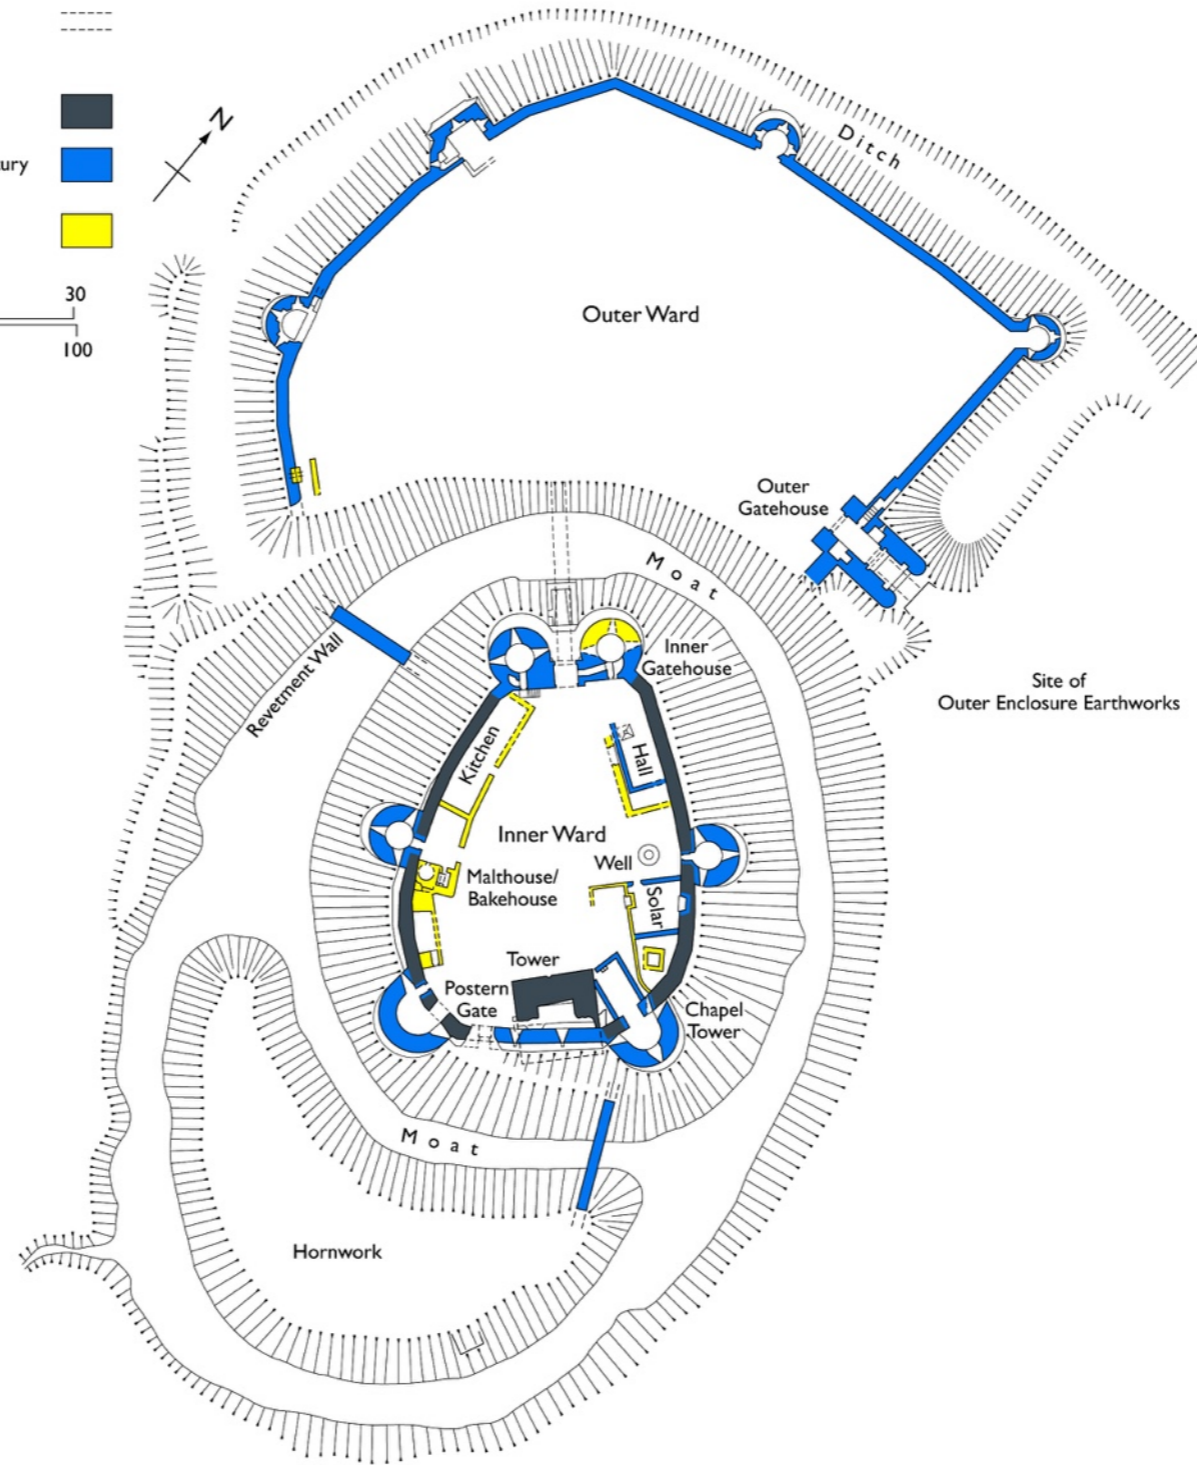 ury
N
30
100
Ditch
Outer Ward
Outer
Gatehouse
Moat
Revetment Wall
Inner
Gatehouse
Site of
Outer Enclosure Earthworks
Kitchen
Hall
Inner Ward
Well
Malthouse/
Bakehouse
Solar
Tower
Postern
Gate
Chapel
Tower
Moat
Hornwork